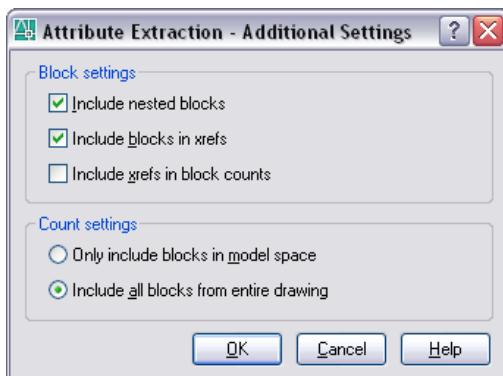 Attribute Extraction - Additional Settings
Block settings
Include nested blocks
Include blocks in xrefs
Include xrefs in block counts
Count settings
Only include blocks in model space
Include all blocks from entire drawing
OK Cancel Help